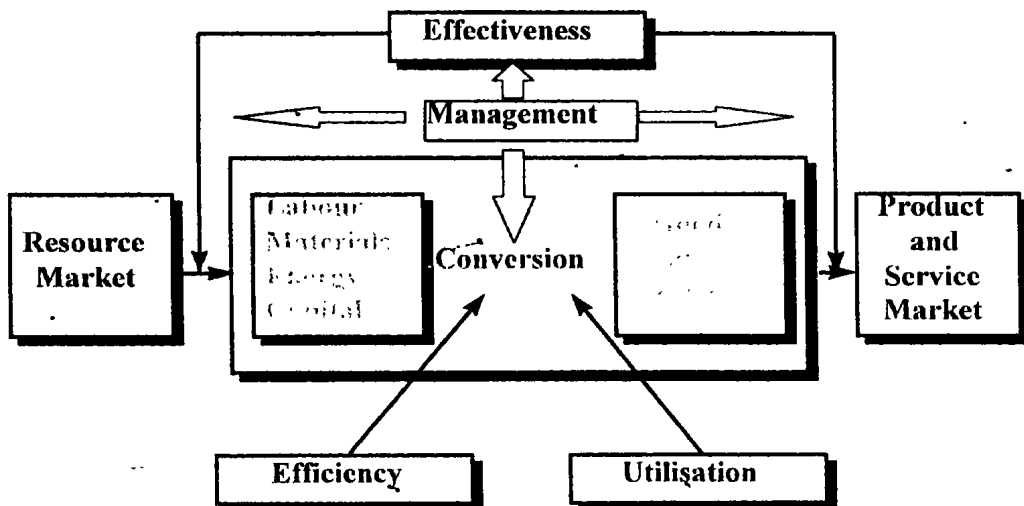 Effectiveness
Management
Resource
Market
Labour
Materials
Energy
Capital
Conversion
Product
and
Service
Market
Efficiency
Utilisation